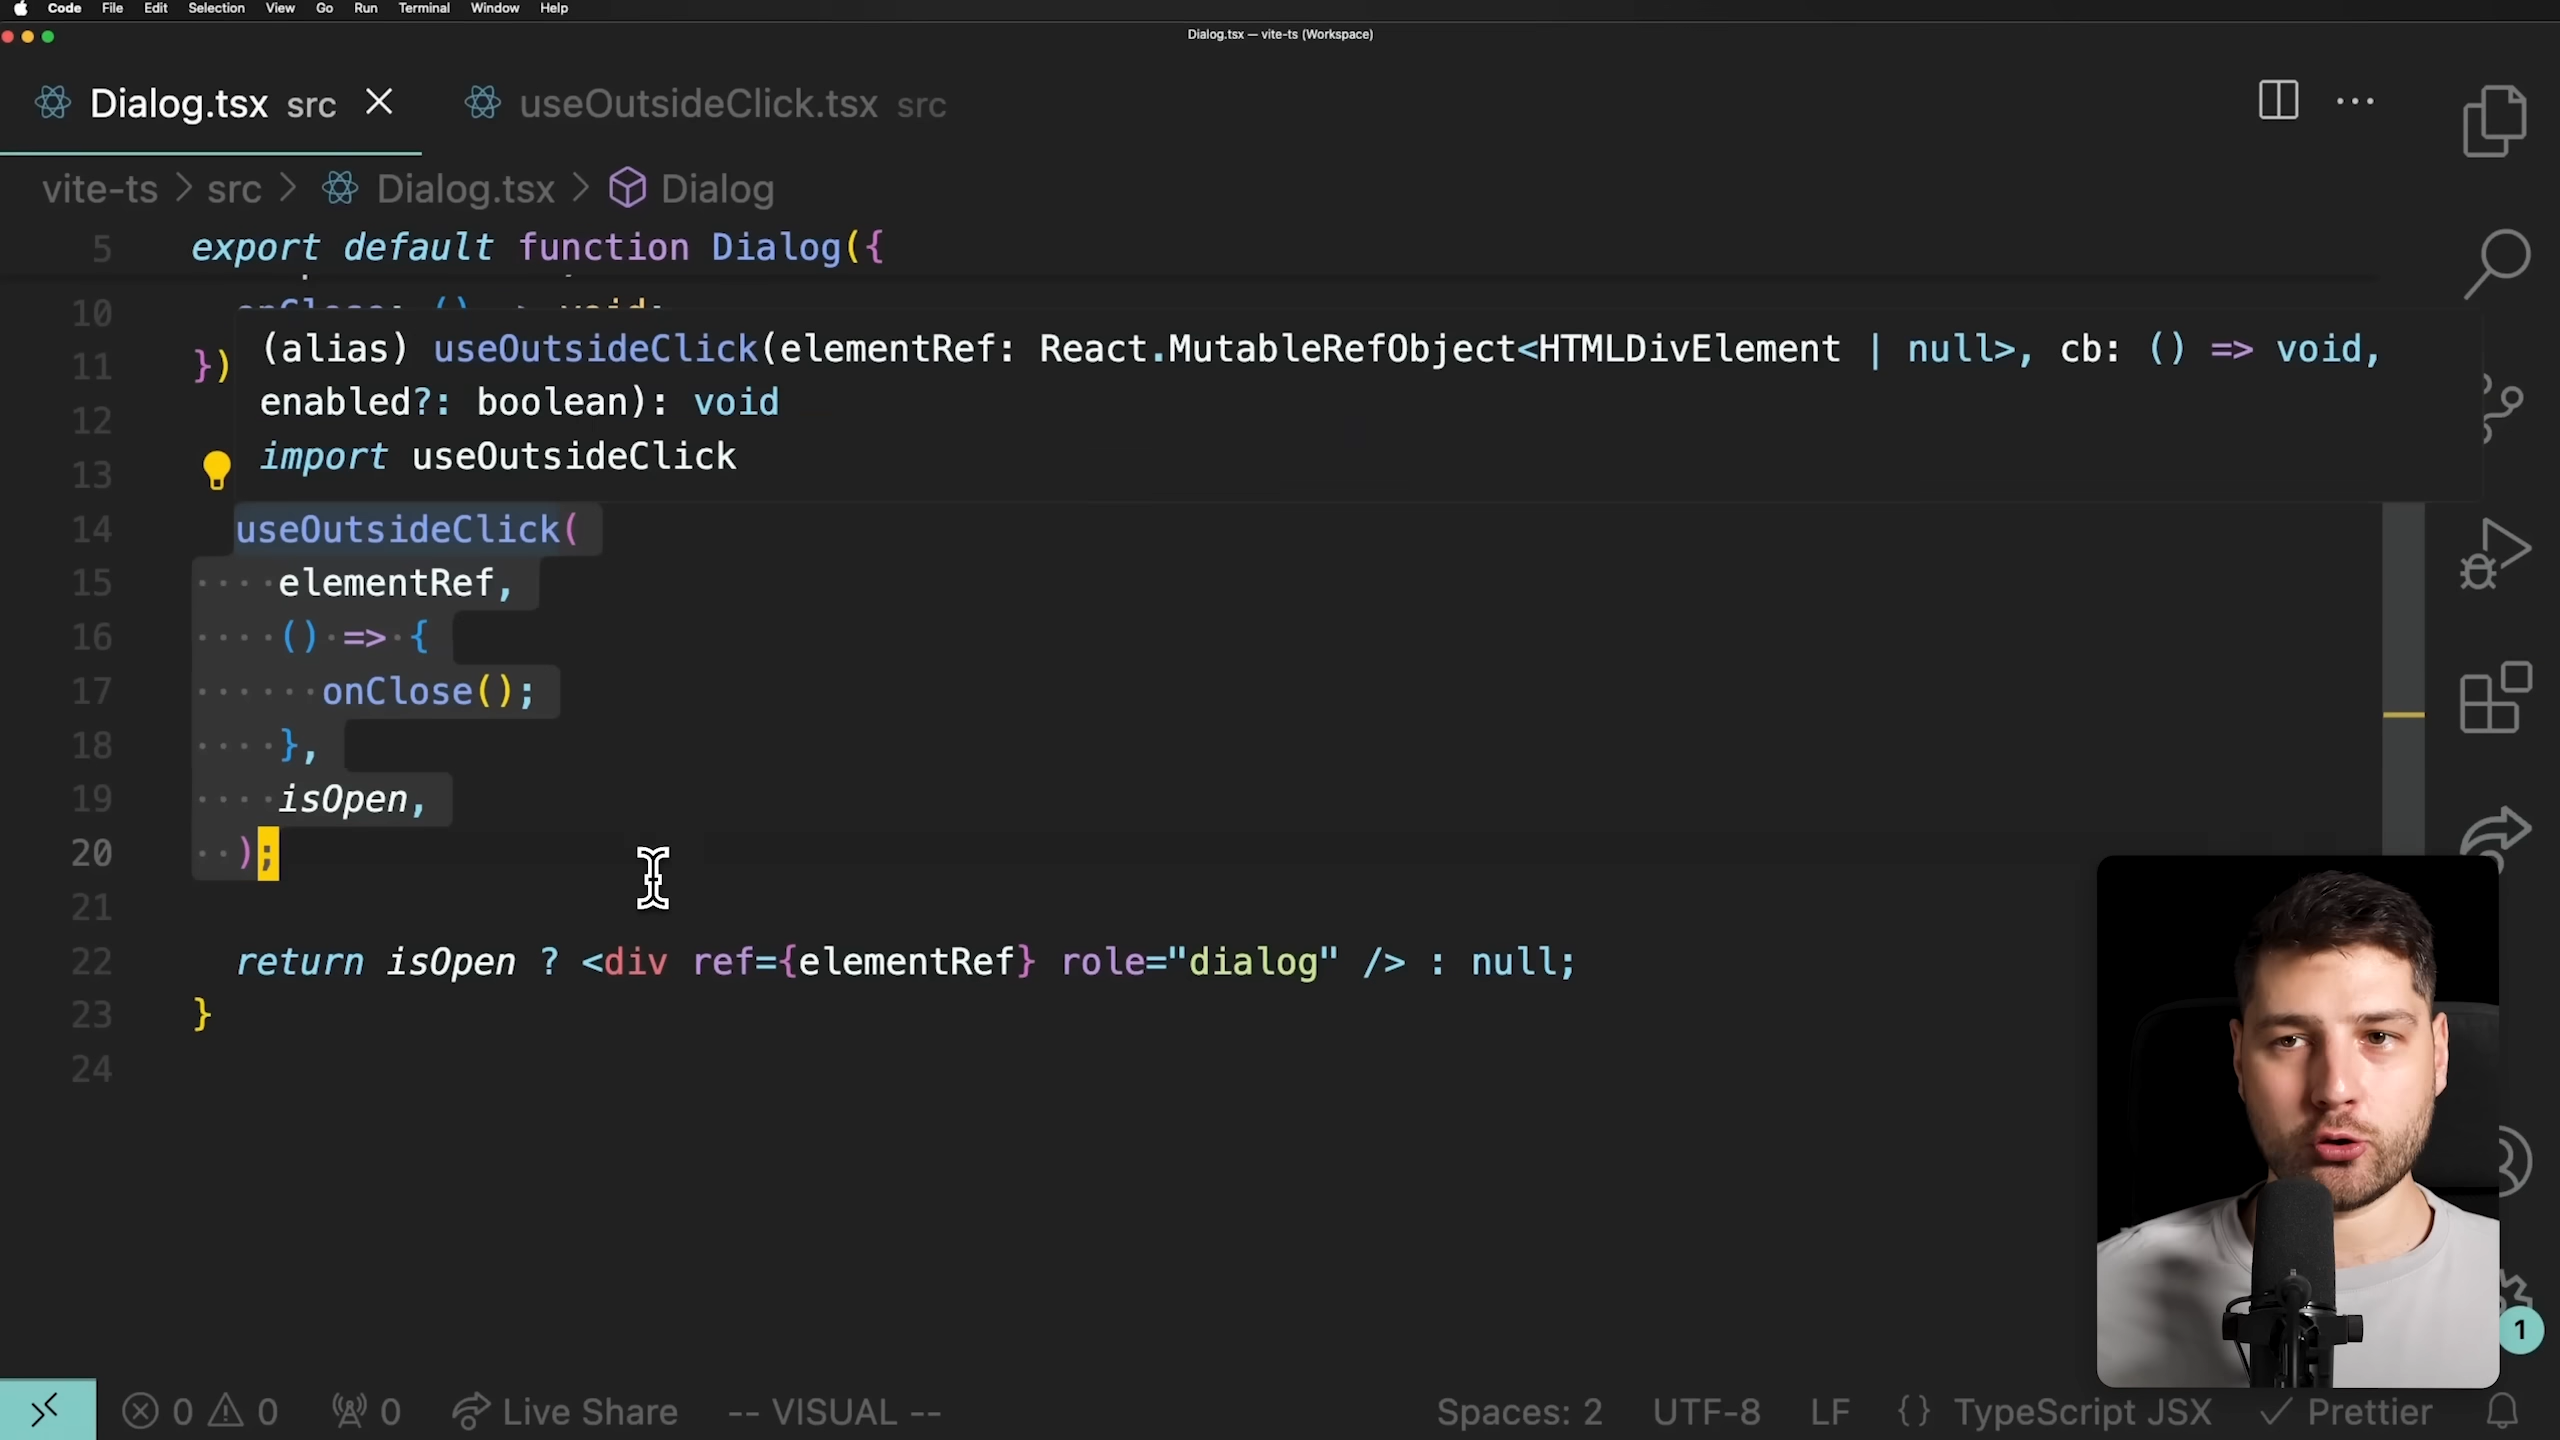 Code File Edit Selection View Go Run Terminal Window Help
Dialog.tsx — vite-ts (Workspace)
Dialog.tsx src useOutsideClick.tsx src
vite-ts > src > Dialog.tsx > Dialog
5 export default function Dialog({
10 onClose: () => void;
11 })
(alias) useOutsideClick(elementRef: React.MutableRefObject<HTMLDivElement | null>, cb: () => void,
enabled?: boolean): void
import useOutsideClick
12
13
14 useOutsideClick(
15 ····elementRef,
16 ····()·=>·{
17 ······onClose();
18 ····},
19 ····isOpen,
20 ··);
21
22 return isOpen ? <div ref={elementRef} role="dialog" /> : null;
23 }
24
1
0 0 0 Live Share -- VISUAL -- Spaces: 2 UTF-8 LF {} TypeScript JSX Prettier